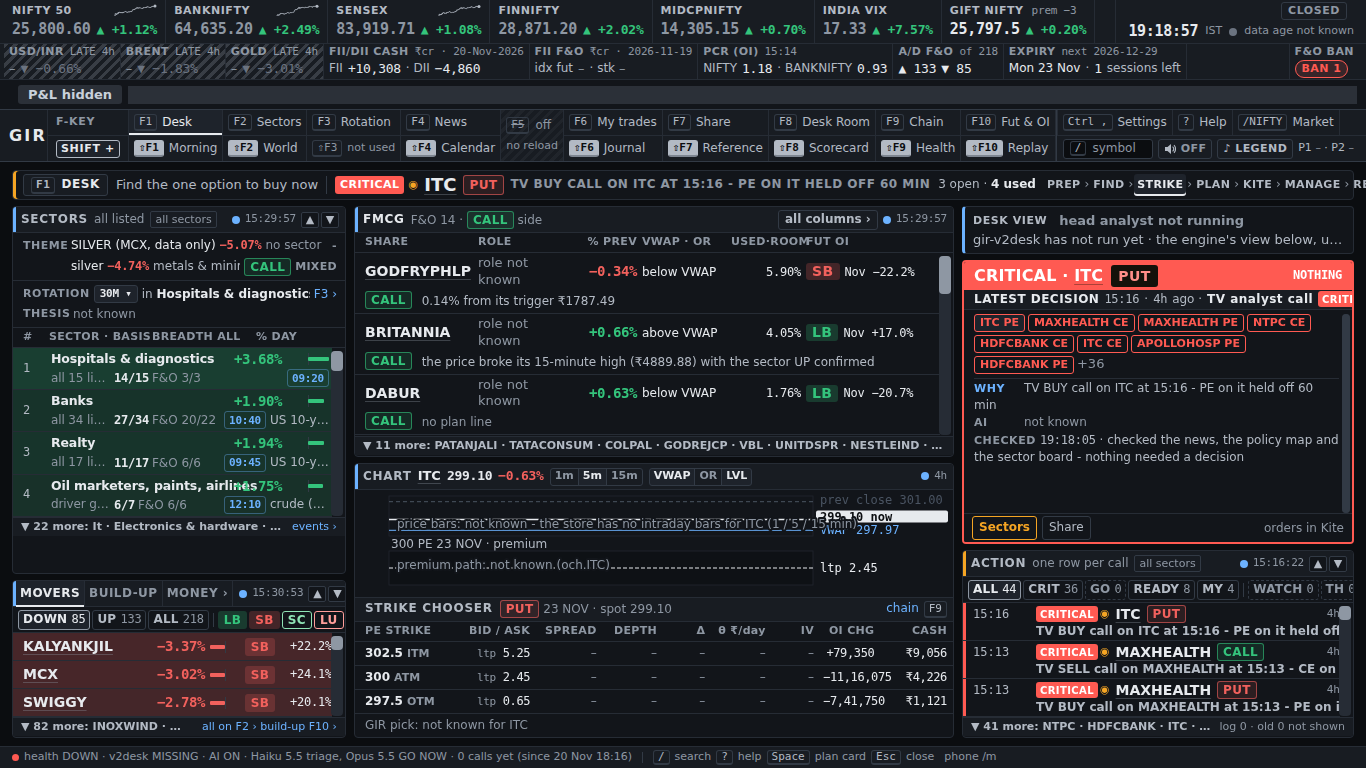 NIFTY 50 BANKNIFTY SENSEX FINNIFTY MIDCPNIFTY INDIA VIX GIFT NIFTY prem −3 CLOSED
25,800.60 ▲ +1.12% 64,635.20 ▲ +2.49% 83,919.71 ▲ +1.08% 28,871.20 ▲ +2.02% 14,305.15 ▲ +0.70% 17.33 ▲ +7.57% 25,797.5 ▲ +0.20% 19:18:57 IST data age not known
USD/INR LATE 4h BRENT LATE 4h GOLD LATE 4h FII/DII CASH ₹cr · 20-Nov-2026 FII F&O ₹cr · 2026-11-19 PCR (OI) 15:14 A/D F&O of 218 EXPIRY next 2026-12-29 F&O BAN
– ▼ −0.66% – ▼ −1.83% – ▼ −3.01% FII +10,308 · DII −4,860 idx fut – · stk – NIFTY 1.18 · BANKNIFTY 0.93 ▲ 133 ▼ 85 Mon 23 Nov · 1 sessions left BAN 1
P&L hidden
GIR F-KEY F1 Desk F2 Sectors F3 Rotation F4 News F5 off F6 My trades F7 Share F8 Desk Room F9 Chain F10 Fut & OI Ctrl , Settings ? Help /NIFTY Market
SHIFT + ⇧F1 Morning ⇧F2 World ⇧F3 not used ⇧F4 Calendar no reload ⇧F6 Journal ⇧F7 Reference ⇧F8 Scorecard ⇧F9 Health ⇧F10 Replay / symbol OFF ♪ LEGEND P1 – · P2 –
F1 DESK Find the one option to buy now CRITICAL ITC PUT TV BUY CALL ON ITC AT 15:16 - PE ON IT HELD OFF 60 MIN 3 open · 4 used PREP › FIND › STRIKE › PLAN › KITE › MANAGE › RE
SECTORS all listed all sectors 15:29:57 ▲ ▼
THEME SILVER (MCX, data only) −5.07% no sector -
silver −4.74% metals & minin CALL MIXED
ROTATION 30M ▾ in Hospitals & diagnostics F3 ›
THESIS not known
# SECTOR · BASIS BREADTH ALL % DAY
1 Hospitals & diagnostics +3.68%
all 15 li… 14/15 F&O 3/3 09:20
2 Banks +1.90%
all 34 li… 27/34 F&O 20/22 10:40 US 10-y…
3 Realty +1.94%
all 17 li… 11/17 F&O 6/6 09:45 US 10-y…
4 Oil marketers, paints, airlines +1.75%
driver g… 6/7 F&O 6/6 12:10 crude (…
▼ 22 more: It · Electronics & hardware · … events ›
MOVERS BUILD-UP MONEY › 15:30:53 ▲ ▼
DOWN 85 UP 133 ALL 218 LB SB SC LU
KALYANKJIL −3.37% SB +22.2%
MCX −3.02% SB +24.1%
SWIGGY −2.78% SB +20.1%
▼ 82 more: INOXWIND · … all on F2 › build-up F10 ›
FMCG F&O 14 · CALL side all columns › 15:29:57
SHARE ROLE % PREV VWAP · OR USED·ROOM FUT OI
GODFRYPHLP role not known −0.34% below VWAP 5.90% SB Nov −22.2%
CALL 0.14% from its trigger ₹1787.49
BRITANNIA role not known +0.66% above VWAP 4.05% LB Nov +17.0%
CALL the price broke its 15-minute high (₹4889.88) with the sector UP confirmed
DABUR role not known +0.63% below VWAP 1.76% LB Nov −20.7%
CALL no plan line
▼ 11 more: PATANJALI · TATACONSUM · COLPAL · GODREJCP · VBL · UNITDSPR · NESTLEIND · …
CHART ITC 299.10 −0.63% 1m 5m 15m VWAP OR LVL 4h
prev close 301.00
299.10 now
price bars: not known - the store has no intraday bars for ITC (1 / 5 / 15 min)
VWAP 297.97
300 PE 23 NOV · premium
premium path: not known (och.ITC) ltp 2.45
STRIKE CHOOSER PUT 23 NOV · spot 299.10 chain F9
PE STRIKE BID / ASK SPREAD DEPTH Δ θ ₹/day IV OI CHG CASH
302.5 ITM ltp 5.25 – – – – – +79,350 ₹9,056
300 ATM ltp 2.45 – – – – – −11,16,075 ₹4,226
297.5 OTM ltp 0.65 – – – – – −7,41,750 ₹1,121
GIR pick: not known for ITC
DESK VIEW head analyst not running
gir-v2desk has not run yet · the engine's view below, u…
CRITICAL · ITC PUT NOTHING
LATEST DECISION 15:16 · 4h ago · TV analyst call CRITI
ITC PE MAXHEALTH CE MAXHEALTH PE NTPC CE
HDFCBANK CE ITC CE APOLLOHOSP PE
HDFCBANK PE +36
WHY TV BUY call on ITC at 15:16 - PE on it held off 60
min
AI not known
CHECKED 19:18:05 · checked the news, the policy map and
the sector board - nothing needed a decision
Sectors Share orders in Kite
ACTION one row per call all sectors 15:16:22 ▲ ▼
ALL 44 CRIT 36 GO 0 READY 8 MY 4 WATCH 0 TH 0
15:16 CRITICAL ITC PUT 4h
TV BUY call on ITC at 15:16 - PE on it held off
15:13 CRITICAL MAXHEALTH CALL 4h
TV SELL call on MAXHEALTH at 15:13 - CE on
15:13 CRITICAL MAXHEALTH PUT 4h
TV BUY call on MAXHEALTH at 15:13 - PE on i
▼ 41 more: NTPC · HDFCBANK · ITC · … log 0 · old 0 not shown
health DOWN · v2desk MISSING · AI ON · Haiku 5.5 triage, Opus 5.5 GO NOW · 0 calls yet (since 20 Nov 18:16) / search ? help Space plan card Esc close phone /m